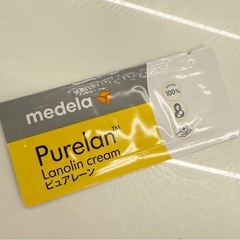 medela
Purelan™
Lanolin cream
ピュアレーン
100%